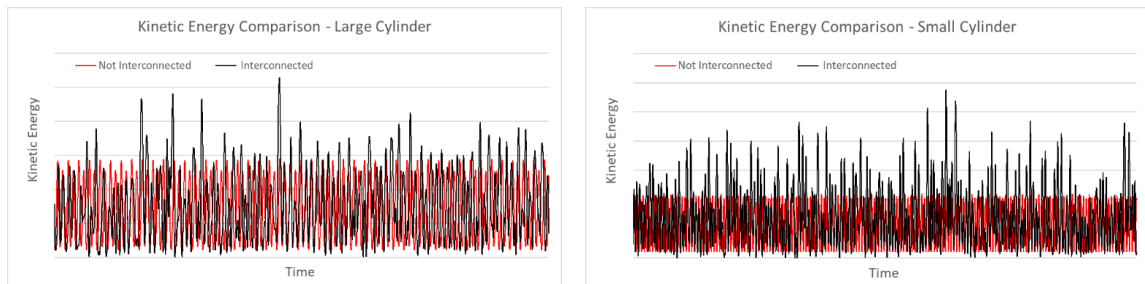 Kinetic Energy Comparison - Large Cylinder
Not Interconnected
Interconnected
Kinetic Energy
Time
Kinetic Energy Comparison - Small Cylinder
Not Interconnected
Interconnected
Kinetic Energy
Time